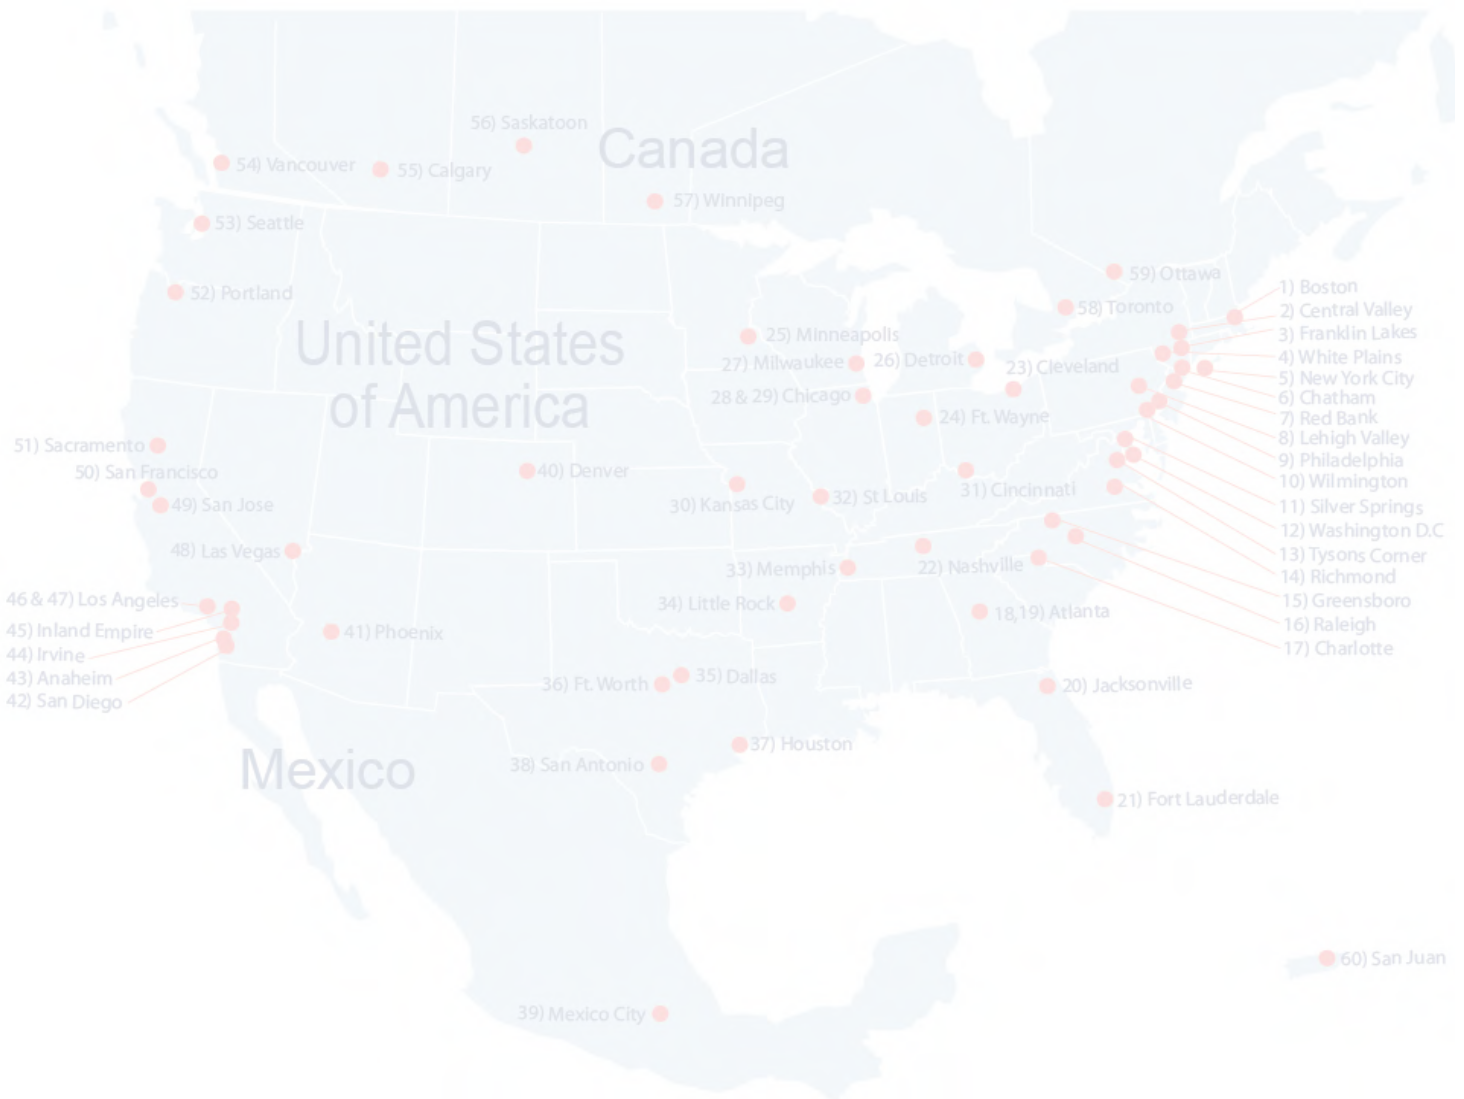 56) Saskatoon
Canada
54) Vancouver
55) Calgary
57) Winnipeg
53) Seattle
59) Ottawa
52) Portland
58) Toronto
1) Boston
2) Central Valley
3) Franklin Lakes
4) White Plains
5) New York City
6) Chatham
7) Red Bank
8) Lehigh Valley
9) Philadelphia
10) Wilmington
11) Silver Springs
12) Washington D.C
13) Tysons Corner
14) Richmond
15) Greensboro
16) Raleigh
17) Charlotte
United States
of America
25) Minneapolis
27) Milwaukee
26) Detroit
23) Cleveland
28 & 29) Chicago
24) Ft. Wayne
51) Sacramento
50) San Francisco
49) San Jose
40) Denver
30) Kansas City
32) St Louis
31) Cincinnati
48) Las Vegas
33) Memphis
22) Nashville
34) Little Rock
18,19) Atlanta
46 & 47) Los Angeles
45) Inland Empire
44) Irvine
43) Anaheim
42) San Diego
41) Phoenix
36) Ft. Worth
35) Dallas
20) Jacksonville
37) Houston
38) San Antonio
Mexico
21) Fort Lauderdale
60) San Juan
39) Mexico City